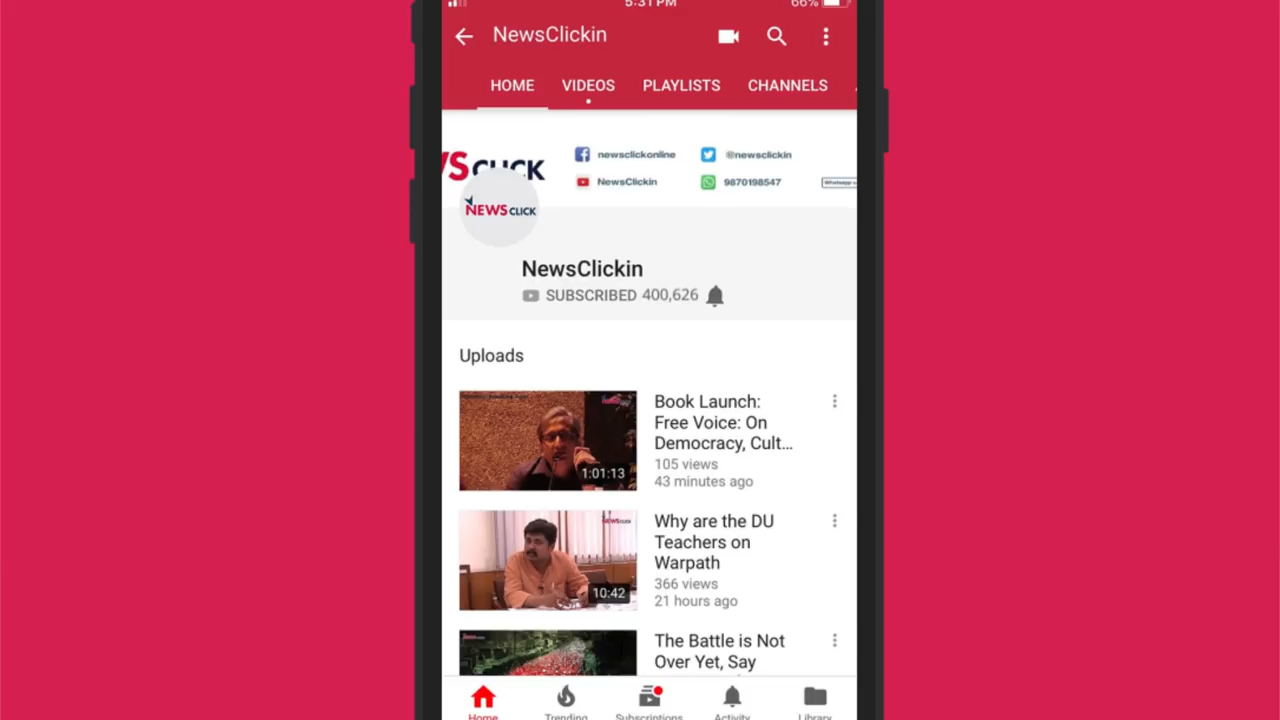 5:31 PM
66%
NewsClickin
HOME
VIDEOS
PLAYLISTS
CHANNELS
WS CLICK
newsclickonline
@newsclickin
NewsClickin
9870198547
NEWSCLICK
NewsClickin
SUBSCRIBED 400,626
Uploads
Book Launch:
Free Voice: On
Democracy, Cult...
105 views
43 minutes ago
1:01:13
Why are the DU
Teachers on
Warpath
366 views
21 hours ago
NEWSCLICK
10:42
The Battle is Not
Over Yet, Say
Home
Trending
Subscriptions
Activity
Library